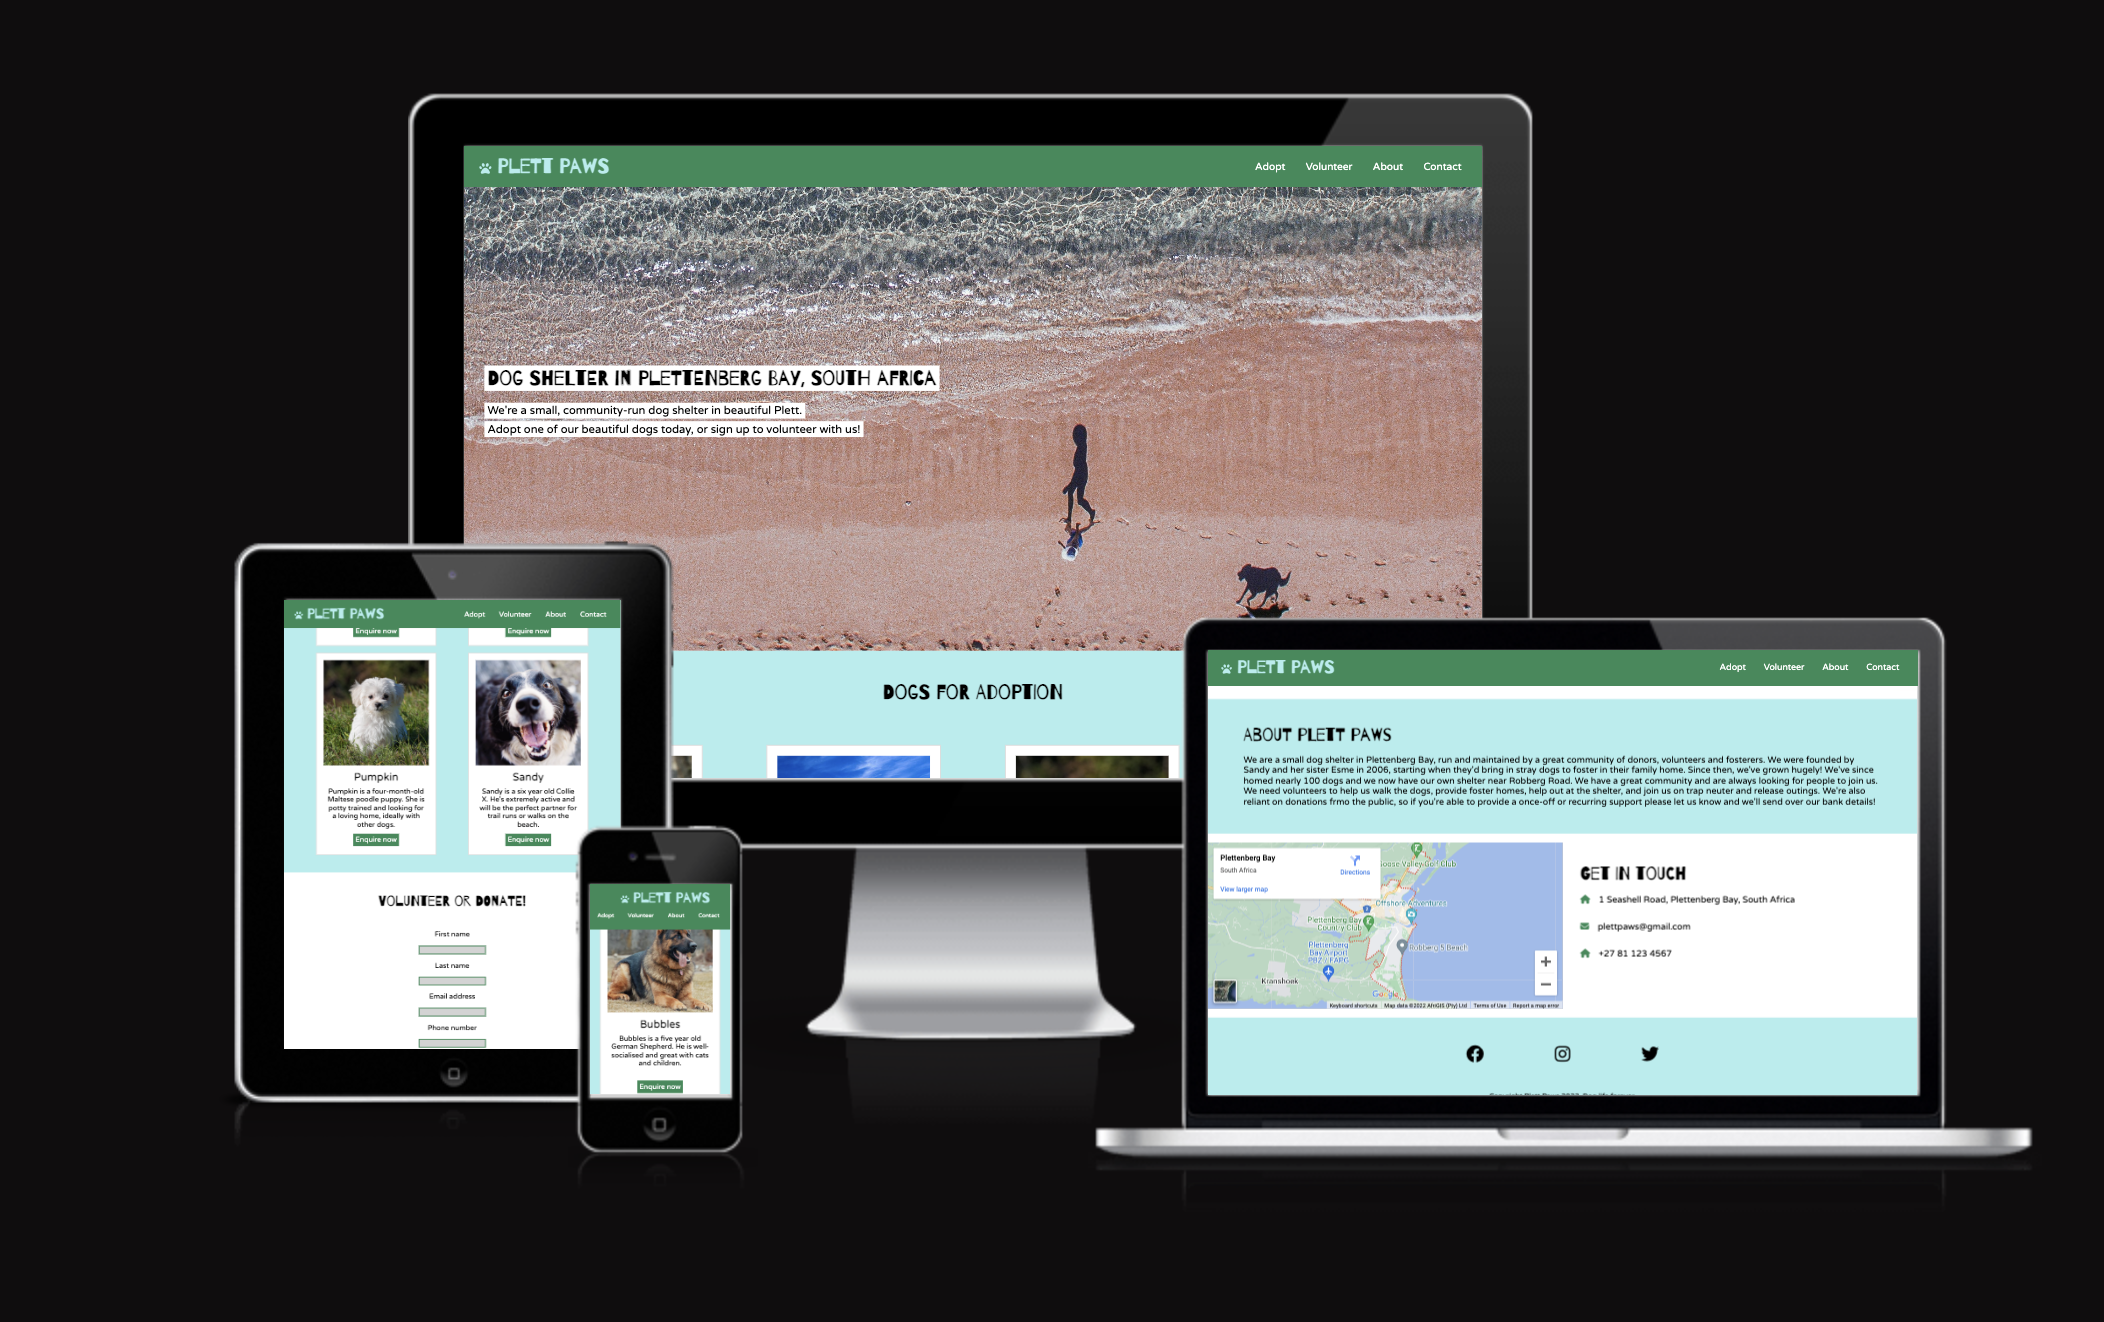 PLETT PAWS
Adopt Volunteer About Contact
DOG SHELTER IN PLETTENBERG BAY, SOUTH AFRICA
We're a small, community-run dog shelter in beautiful Plett.
Adopt one of our beautiful dogs today, or sign up to volunteer with us!
DOGS FOR ADOPTION
PLETT PAWS
Adopt Volunteer About Contact
Enquire now
Enquire now
Pumpkin
Pumpkin is a four-month-old
Maltese poodle puppy. She is
potty trained and looking for
a loving home, ideally with
other dogs.
Enquire now
Sandy
Sandy is a six year old Collie
X. He's extremely active and
will be the perfect partner for
trail runs or walks on the
beach.
Enquire now
VOLUNTEER OR DONATE!
First name
Last name
Email address
Phone number
PLETT PAWS
Adopt Volunteer About Contact
Bubbles
Bubbles is a five year old
German Shepherd. He is well-
socialised and great with cats
and children.
Enquire now
PLETT PAWS
Adopt Volunteer About Contact
ABOUT PLETT PAWS
We are a small dog shelter in Plettenberg Bay, run and maintained by a great community of donors, volunteers and fosterers. We were founded by
Sandy and her sister Esme in 2006, starting when they'd bring in stray dogs to foster in their family home. Since then, we've grown hugely! We've since
homed nearly 100 dogs and we now have our own shelter near Robberg Road. We have a great community and are always looking for people to join us.
We need volunteers to help us walk the dogs, provide foster homes, help out at the shelter, and join us on trap neuter and release outings. We're also
reliant on donations frmo the public, so if you're able to provide a once-off or recurring support please let us know and we'll send over our bank details!
Plettenberg Bay
South Africa
Directions
View larger map
Goose Valley Golf Club
Offshore Adventures
Plettenberg Bay
Country Club
Robberg 5 Beach
Plettenberg
Bay Airport
PBZ / FAPG
Kranshoek
Google
Keyboard shortcuts Map data ©2022 AfriGIS (Pty) Ltd Terms of Use Report a map error
GET IN TOUCH
1 Seashell Road, Plettenberg Bay, South Africa
plettpaws@gmail.com
+27 81 123 4567